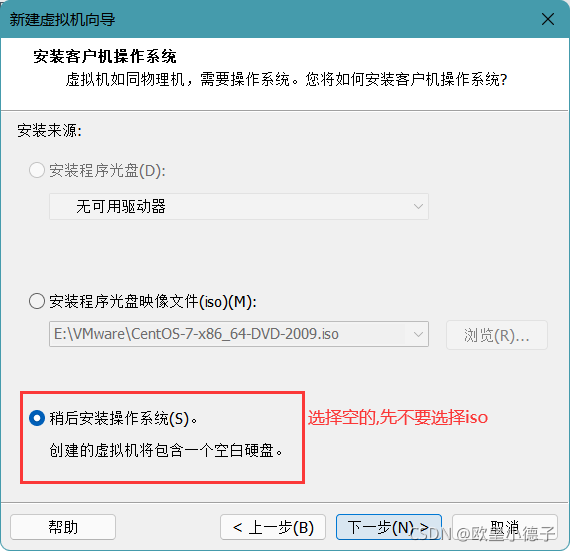 新建虚拟机向导
安装客户机操作系统
虚拟机如同物理机，需要操作系统。您将如何安装客户机操作系统?
安装来源:
安装程序光盘(D):
无可用驱动器
安装程序光盘映像文件(iso)(M):
E:\VMware\CentOS-7-x86_64-DVD-2009.iso
浏览(R)...
稍后安装操作系统(S)。
选择空的,先不要选择iso
创建的虚拟机将包含一个空白硬盘。
帮助
< 上一步(B)
下一步(N) >
取消
CSDN @欧皇小德子